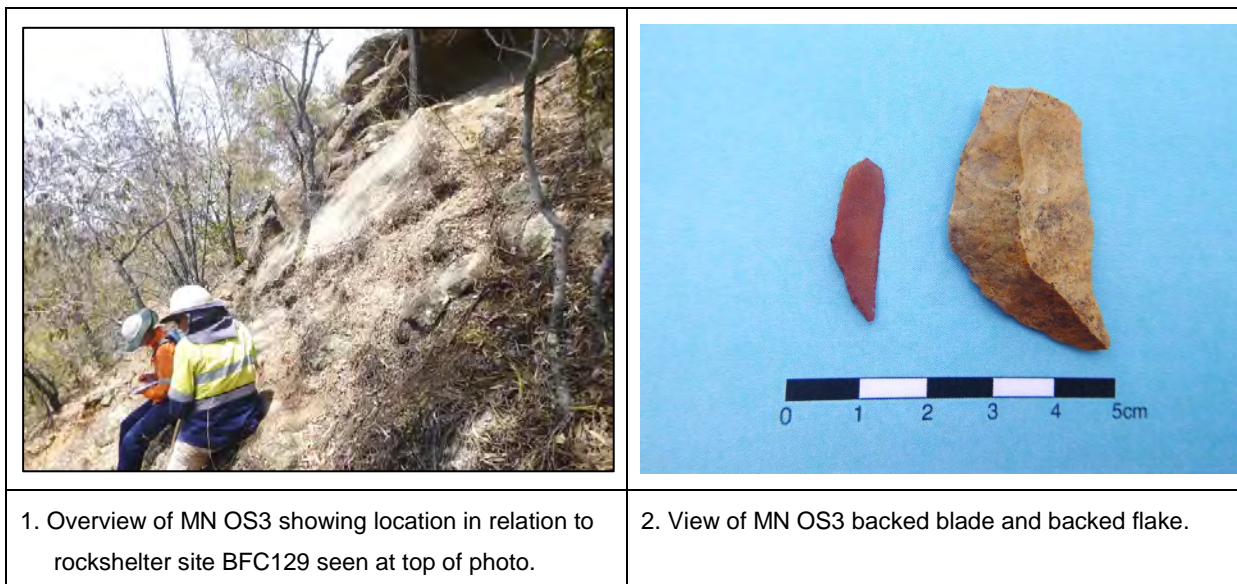 0 1 2 3 4 5cm
1. Overview of MN OS3 showing location in relation to
rockshelter site BFC129 seen at top of photo.
2. View of MN OS3 backed blade and backed flake.